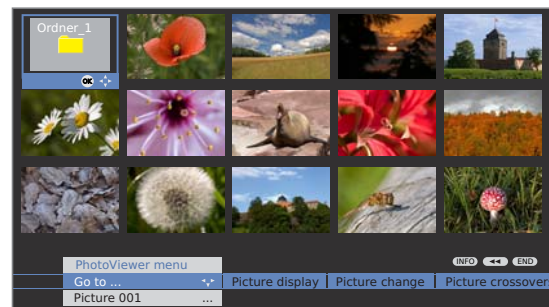 Ordner_1
OK
INFO END
PhotoViewer menu
Go to ... Picture display Picture change Picture crossover
Picture 001 ...